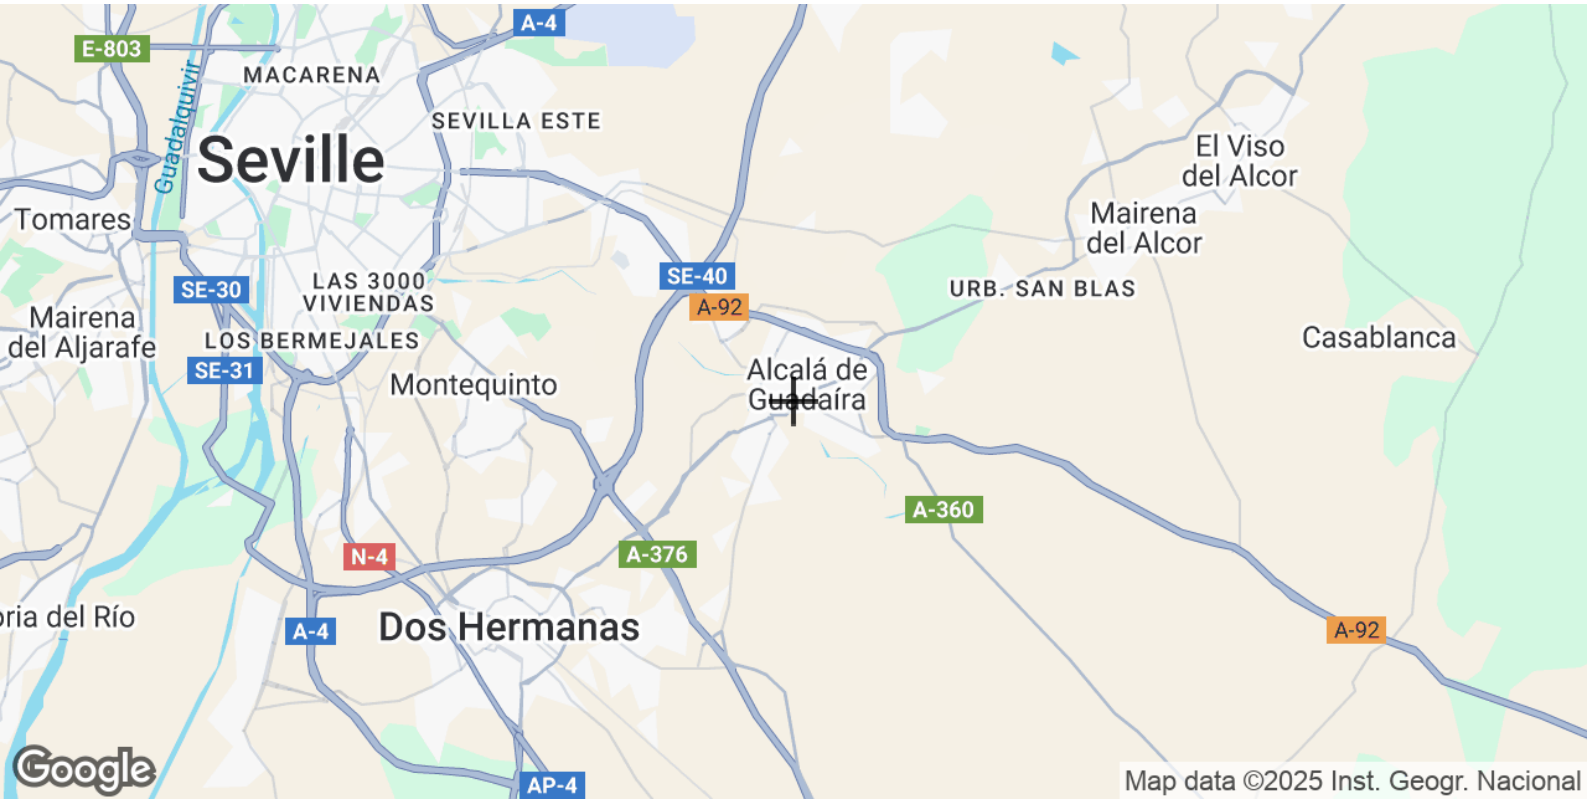 A-4
E-803
MACARENA
SEVILLA ESTE
Guadalquivir
Seville
El Viso
del Alcor
Tomares
Mairena
del Alcor
SE-30
LAS 3000
VIVIENDAS
SE-40
A-92
URB. SAN BLAS
Mairena
del Aljarafe
LOS BERMEJALES
SE-31
Montequinto
Alcalá de
Guadaíra
Casablanca
A-360
N-4
A-376
oria del Río
A-4
Dos Hermanas
A-92
Google
AP-4
Map data ©2025 Inst. Geogr. Nacional